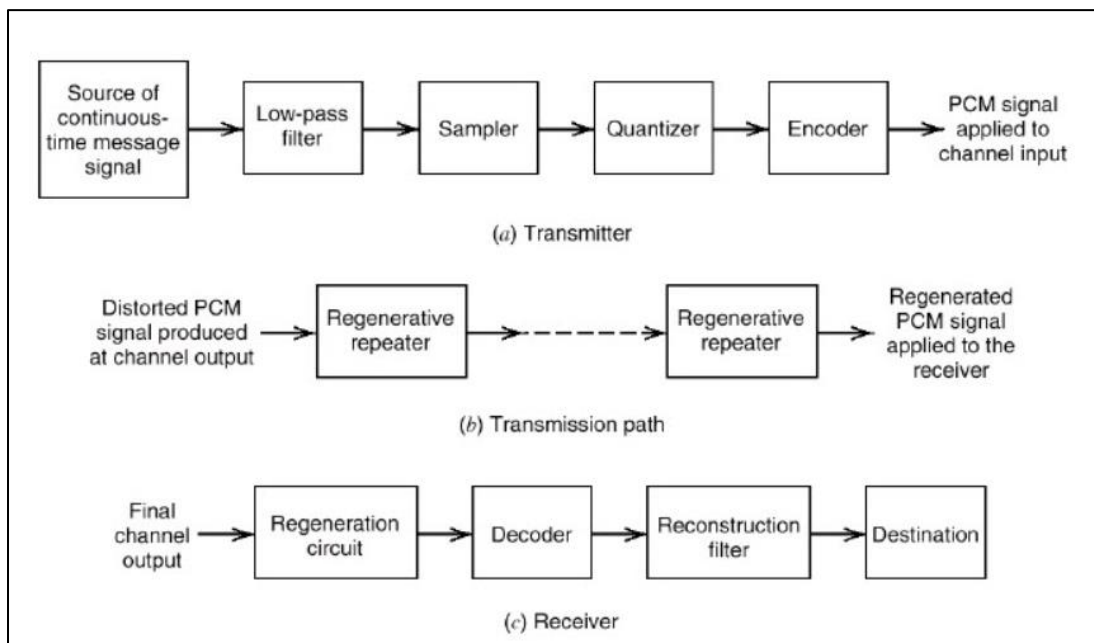 Source of
continuous-
time message
signal
Low-pass
filter
Sampler
Quantizer
Encoder
PCM signal
applied to
channel input
(a) Transmitter
Distorted PCM
signal produced
at channel output
Regenerative
repeater
Regenerative
repeater
Regenerated
PCM signal
applied to the
receiver
(b) Transmission path
Final
channel
output
Regeneration
circuit
Decoder
Reconstruction
filter
Destination
(c) Receiver